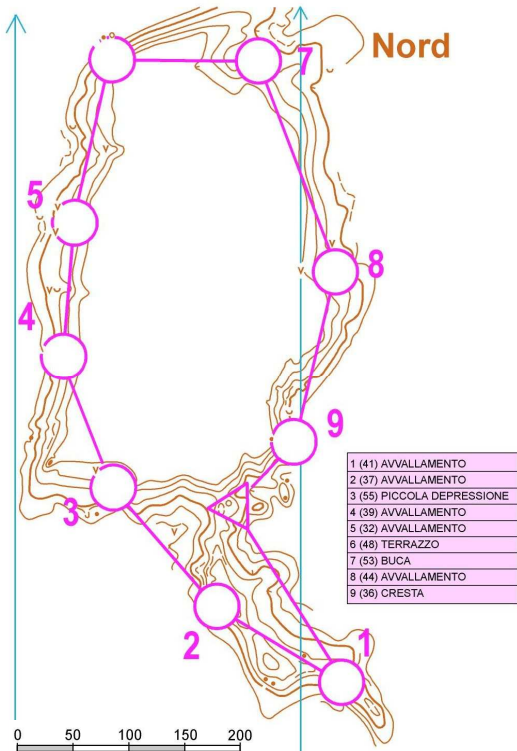 Nord
7
5
8
4
9
3
2
1
1 (41) AVVALLAMENTO
2 (37) AVVALLAMENTO
3 (55) PICCOLA DEPRESSIONE
4 (39) AVVALLAMENTO
5 (32) AVVALLAMENTO
6 (48) TERRAZZO
7 (53) BUCA
8 (44) AVVALLAMENTO
9 (36) CRESTA
0 50 100 150 200